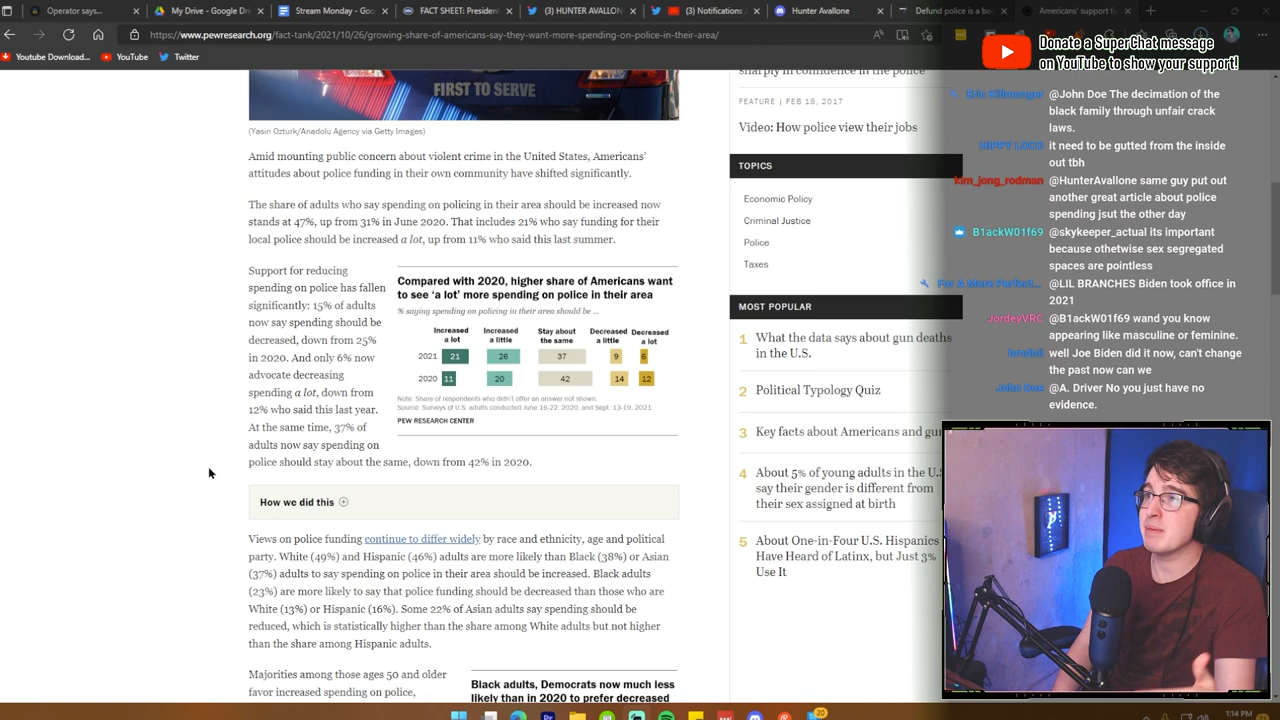 Operator says...
My Drive - Google Dri
Stream Monday - Goo
FACT SHEET: President
(3) HUNTER AVALLON
(3) Notifications /
Hunter Avallone
Defund police is a ba
Americans' support fo
https://www.pewresearch.org/fact-tank/2021/10/26/growing-share-of-americans-say-they-want-more-spending-on-police-in-their-area/
Youtube Download...
YouTube
Twitter
Donate a SuperChat message
on YouTube to show your support!
FIRST TO SERVE
(Yasin Ozturk/Anadolu Agency via Getty Images)
Amid mounting public concern about violent crime in the United States, Americans'
attitudes about police funding in their own community have shifted significantly.
The share of adults who say spending on policing in their area should be increased now
stands at 47%, up from 31% in June 2020. That includes 21% who say funding for their
local police should be increased a lot, up from 11% who said this last summer.
Support for reducing
spending on police has fallen
significantly: 15% of adults
now say spending should be
decreased, down from 25%
in 2020. And only 6% now
advocate decreasing
spending a lot, down from
12% who said this last year.
At the same time, 37% of
adults now say spending on
police should stay about the same, down from 42% in 2020.
Compared with 2020, higher share of Americans want
to see ‘a lot’ more spending on police in their area
% saying spending on policing in their area should be ...
Increased a lot
Increased a little
Stay about the same
Decreased a little
Decreased a lot
2021 21 26 37 9 6
2020 11 20 42 14 12
Note: Share of respondents who didn't offer an answer not shown.
Source: Surveys of U.S. adults conducted June 16-22, 2020, and Sept. 13-19, 2021.
PEW RESEARCH CENTER
How we did this
Views on police funding continue to differ widely by race and ethnicity, age and political
party. White (49%) and Hispanic (46%) adults are more likely than Black (38%) or Asian
(37%) adults to say spending on police in their area should be increased. Black adults
(23%) are more likely to say that police funding should be decreased than those who are
White (13%) or Hispanic (16%). Some 22% of Asian adults say spending should be
reduced, which is statistically higher than the share among White adults but not higher
than the share among Hispanic adults.
Majorities among those ages 50 and older
favor increased spending on police,
Black adults, Democrats now much less
likely than in 2020 to prefer decreased
sharply in confidence in the police
FEATURE | FEB 18, 2017
Video: How police view their jobs
TOPICS
Economic Policy
Criminal Justice
Police
Taxes
MOST POPULAR
1 What the data says about gun deaths
in the U.S.
2 Political Typology Quiz
3 Key facts about Americans and gun
4 About 5% of young adults in the U.S
say their gender is different from
their sex assigned at birth
5 About One-in-Four U.S. Hispanics
Have Heard of Latinx, but Just 3%
Use It
Eric Killmonger @John Doe The decimation of the
black family through unfair crack
laws.
HIPPY LOCO it need to be gutted from the inside
out tbh
kim_jong_rodman @HunterAvallone same guy put out
another great article about police
spending jsut the other day
B1ackW01f69 @skykeeper_actual its important
because othetwise sex segregated
spaces are pointless
For A More Perfect... @LIL BRANCHES Biden took office in
2021
JordevVRC @B1ackW01f69 wand you know
appearing like masculine or feminine.
well Joe Biden did it now, can't change
the past now can we
John Doe @A. Driver No you just have no
evidence.
20
1:14 PM